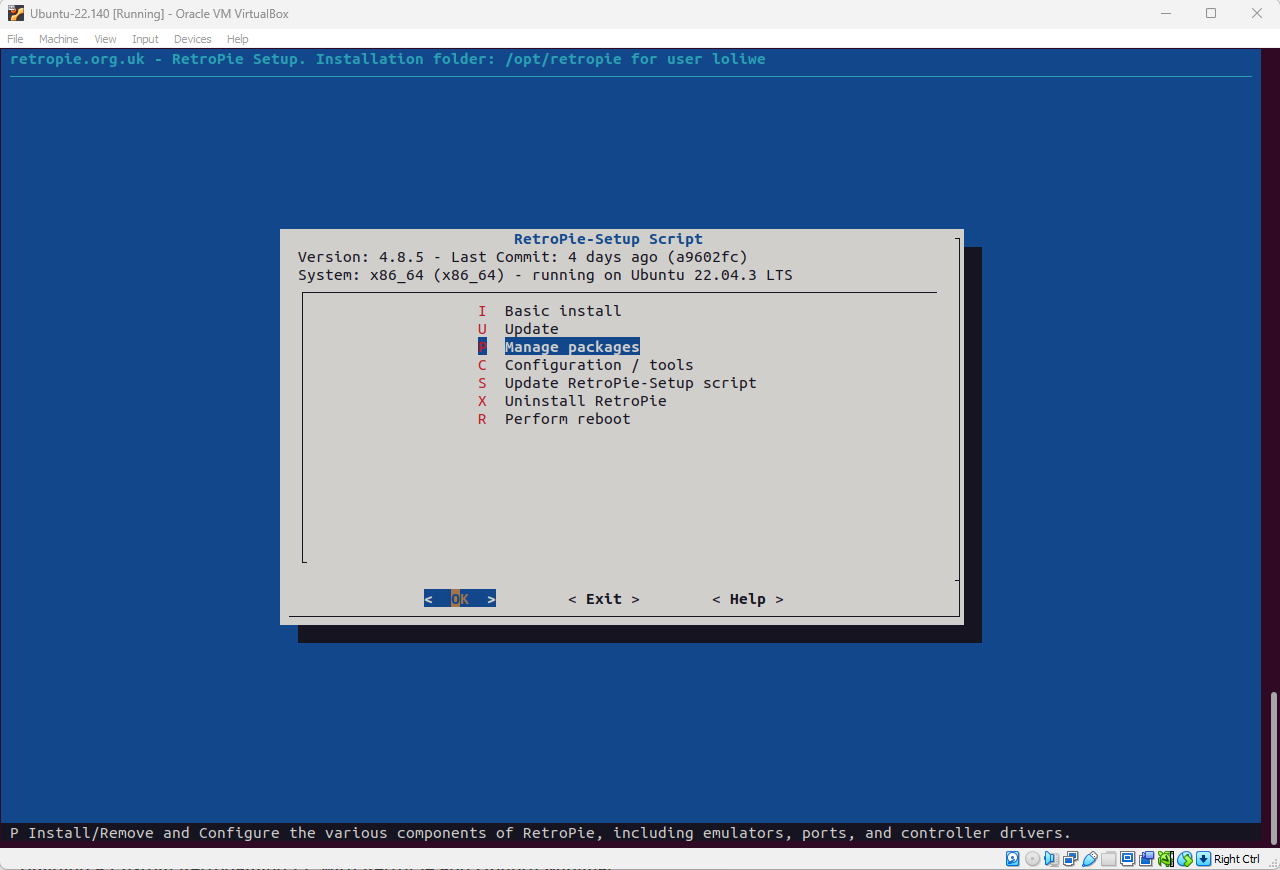 Ubuntu-22.140 [Running] - Oracle VM VirtualBox
File Machine View Input Devices Help
retropie.org.uk - RetroPie Setup. Installation folder: /opt/retropie for user loliwe
RetroPie-Setup Script
Version: 4.8.5 - Last Commit: 4 days ago (a9602fc)
System: x86_64 (x86_64) - running on Ubuntu 22.04.3 LTS
I Basic install
U Update
P Manage packages
C Configuration / tools
S Update RetroPie-Setup script
X Uninstall RetroPie
R Perform reboot
< OK > < Exit > < Help >
P Install/Remove and Configure the various components of RetroPie, including emulators, ports, and controller drivers.
Right Ctrl